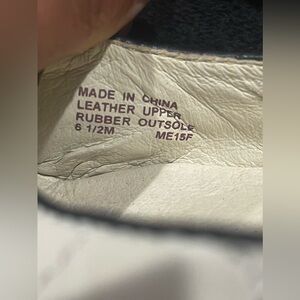 MADE IN CHINA
LEATHER UPPER
RUBBER OUTSOLE
6 1/2M ME15F